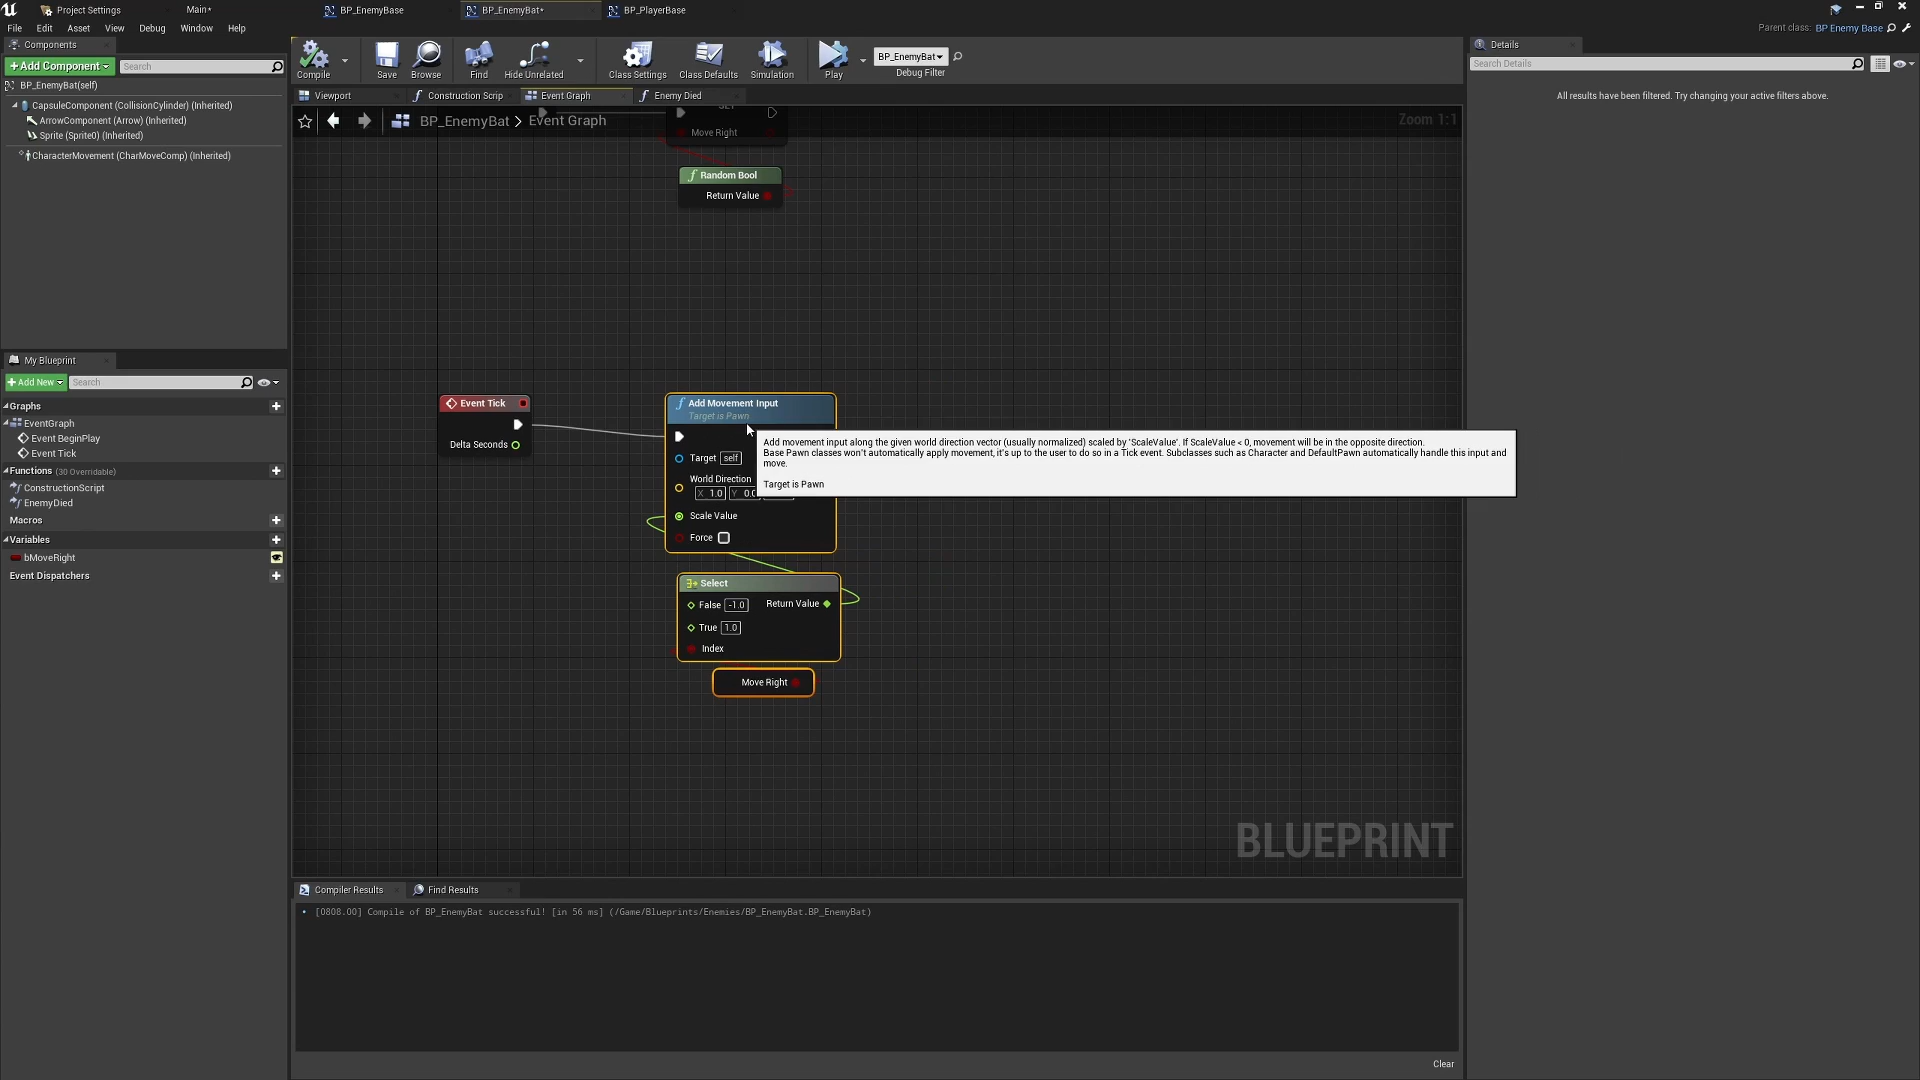 Project Settings
Main*
BP_EnemyBase
BP_EnemyBat*
BP_PlayerBase
File Edit Asset View Debug Window Help
Parent class: BP Enemy Base
Components
+Add Component
Search
BP_EnemyBat(self)
CapsuleComponent (CollisionCylinder) (Inherited)
ArrowComponent (Arrow) (Inherited)
Sprite (Sprite0) (Inherited)
CharacterMovement (CharMoveComp) (Inherited)
Compile
Save
Browse
Find
Hide Unrelated
Class Settings
Class Defaults
Simulation
Play
BP_EnemyBat
Debug Filter
Viewport
Construction Scrip
Event Graph
Enemy Died
BP_EnemyBat > Event Graph
Zoom 1:1
Move Right
Random Bool
Return Value
Event Tick
Delta Seconds
Add Movement Input
Target is Pawn
Target self
World Direction
X 1.0 Y 0.0
Scale Value
Force
Add movement input along the given world direction vector (usually normalized) scaled by 'ScaleValue'. If ScaleValue < 0, movement will be in the opposite direction.
Base Pawn classes won't automatically apply movement, it's up to the user to do so in a Tick event. Subclasses such as Character and DefaultPawn automatically handle this input and
move.
Target is Pawn
Select
False -1.0 Return Value
True 1.0
Index
Move Right
BLUEPRINT
My Blueprint
+Add New
Search
Graphs
EventGraph
Event BeginPlay
Event Tick
Functions (30 Overridable)
ConstructionScript
EnemyDied
Macros
Variables
bMoveRight
Event Dispatchers
Compiler Results
Find Results
[0808.00] Compile of BP_EnemyBat successful! [in 56 ms] (/Game/Blueprints/Enemies/BP_EnemyBat.BP_EnemyBat)
Clear
Details
Search Details
All results have been filtered. Try changing your active filters above.